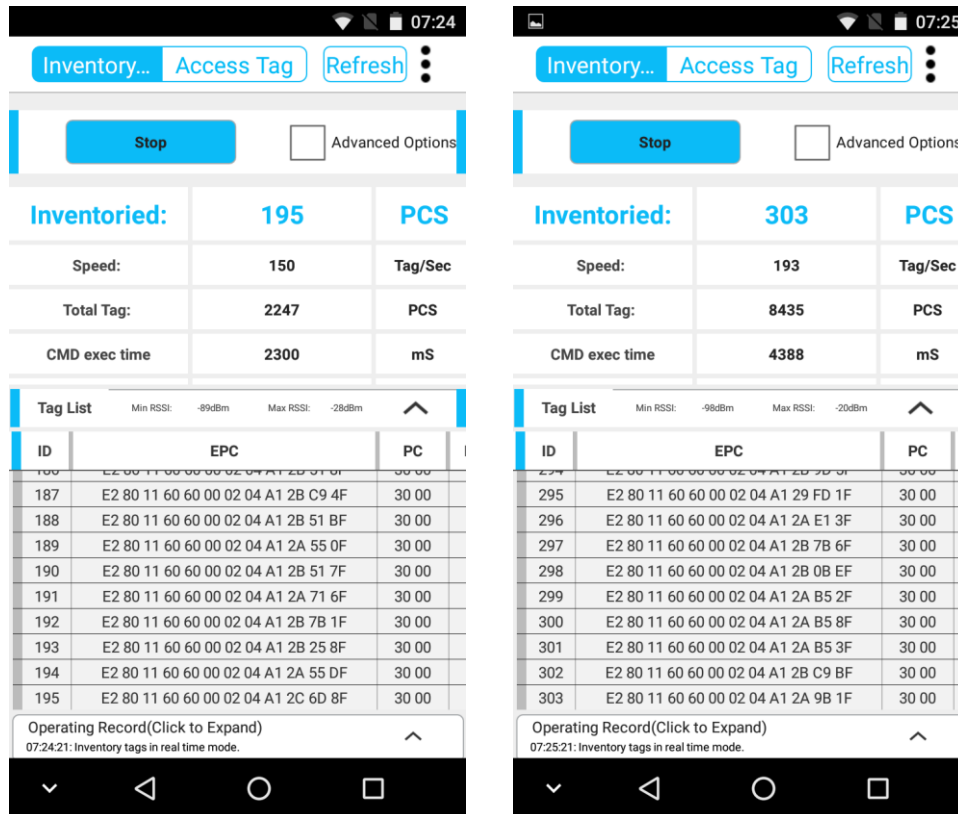 07:24
Inventory... Access Tag Refresh
Stop Advanced Options
Inventoried: 195 PCS
Speed: 150 Tag/Sec
Total Tag: 2247 PCS
CMD exec time 2300 mS
Tag List Min RSSI: -89dBm Max RSSI: -28dBm
ID EPC PC
187 E2 80 11 60 60 00 02 04 A1 2B C9 4F 30 00
188 E2 80 11 60 60 00 02 04 A1 2B 51 BF 30 00
189 E2 80 11 60 60 00 02 04 A1 2A 55 0F 30 00
190 E2 80 11 60 60 00 02 04 A1 2B 51 7F 30 00
191 E2 80 11 60 60 00 02 04 A1 2A 71 6F 30 00
192 E2 80 11 60 60 00 02 04 A1 2B 7B 1F 30 00
193 E2 80 11 60 60 00 02 04 A1 2B 25 8F 30 00
194 E2 80 11 60 60 00 02 04 A1 2A 55 DF 30 00
195 E2 80 11 60 60 00 02 04 A1 2C 6D 8F 30 00
Operating Record(Click to Expand)
07:24:21: Inventory tags in real time mode.
07:25
Inventory... Access Tag Refresh
Stop Advanced Options
Inventoried: 303 PCS
Speed: 193 Tag/Sec
Total Tag: 8435 PCS
CMD exec time 4388 mS
Tag List Min RSSI: -98dBm Max RSSI: -20dBm
ID EPC PC
295 E2 80 11 60 60 00 02 04 A1 29 FD 1F 30 00
296 E2 80 11 60 60 00 02 04 A1 2A E1 3F 30 00
297 E2 80 11 60 60 00 02 04 A1 2B 7B 6F 30 00
298 E2 80 11 60 60 00 02 04 A1 2B 0B EF 30 00
299 E2 80 11 60 60 00 02 04 A1 2A B5 2F 30 00
300 E2 80 11 60 60 00 02 04 A1 2A B5 8F 30 00
301 E2 80 11 60 60 00 02 04 A1 2A B5 3F 30 00
302 E2 80 11 60 60 00 02 04 A1 2B C9 BF 30 00
303 E2 80 11 60 60 00 02 04 A1 2A 9B 1F 30 00
Operating Record(Click to Expand)
07:25:21: Inventory tags in real time mode.